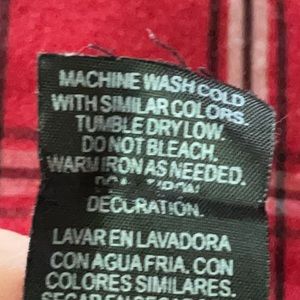 MACHINE WASH COLD
WITH SIMILAR COLORS.
TUMBLE DRY LOW.
DO NOT BLEACH.
WARM IRON AS NEEDED.
DECORATION.
LAVAR EN LAVADORA
CON AGUA FRIA. CON
COLORES SIMILARES.